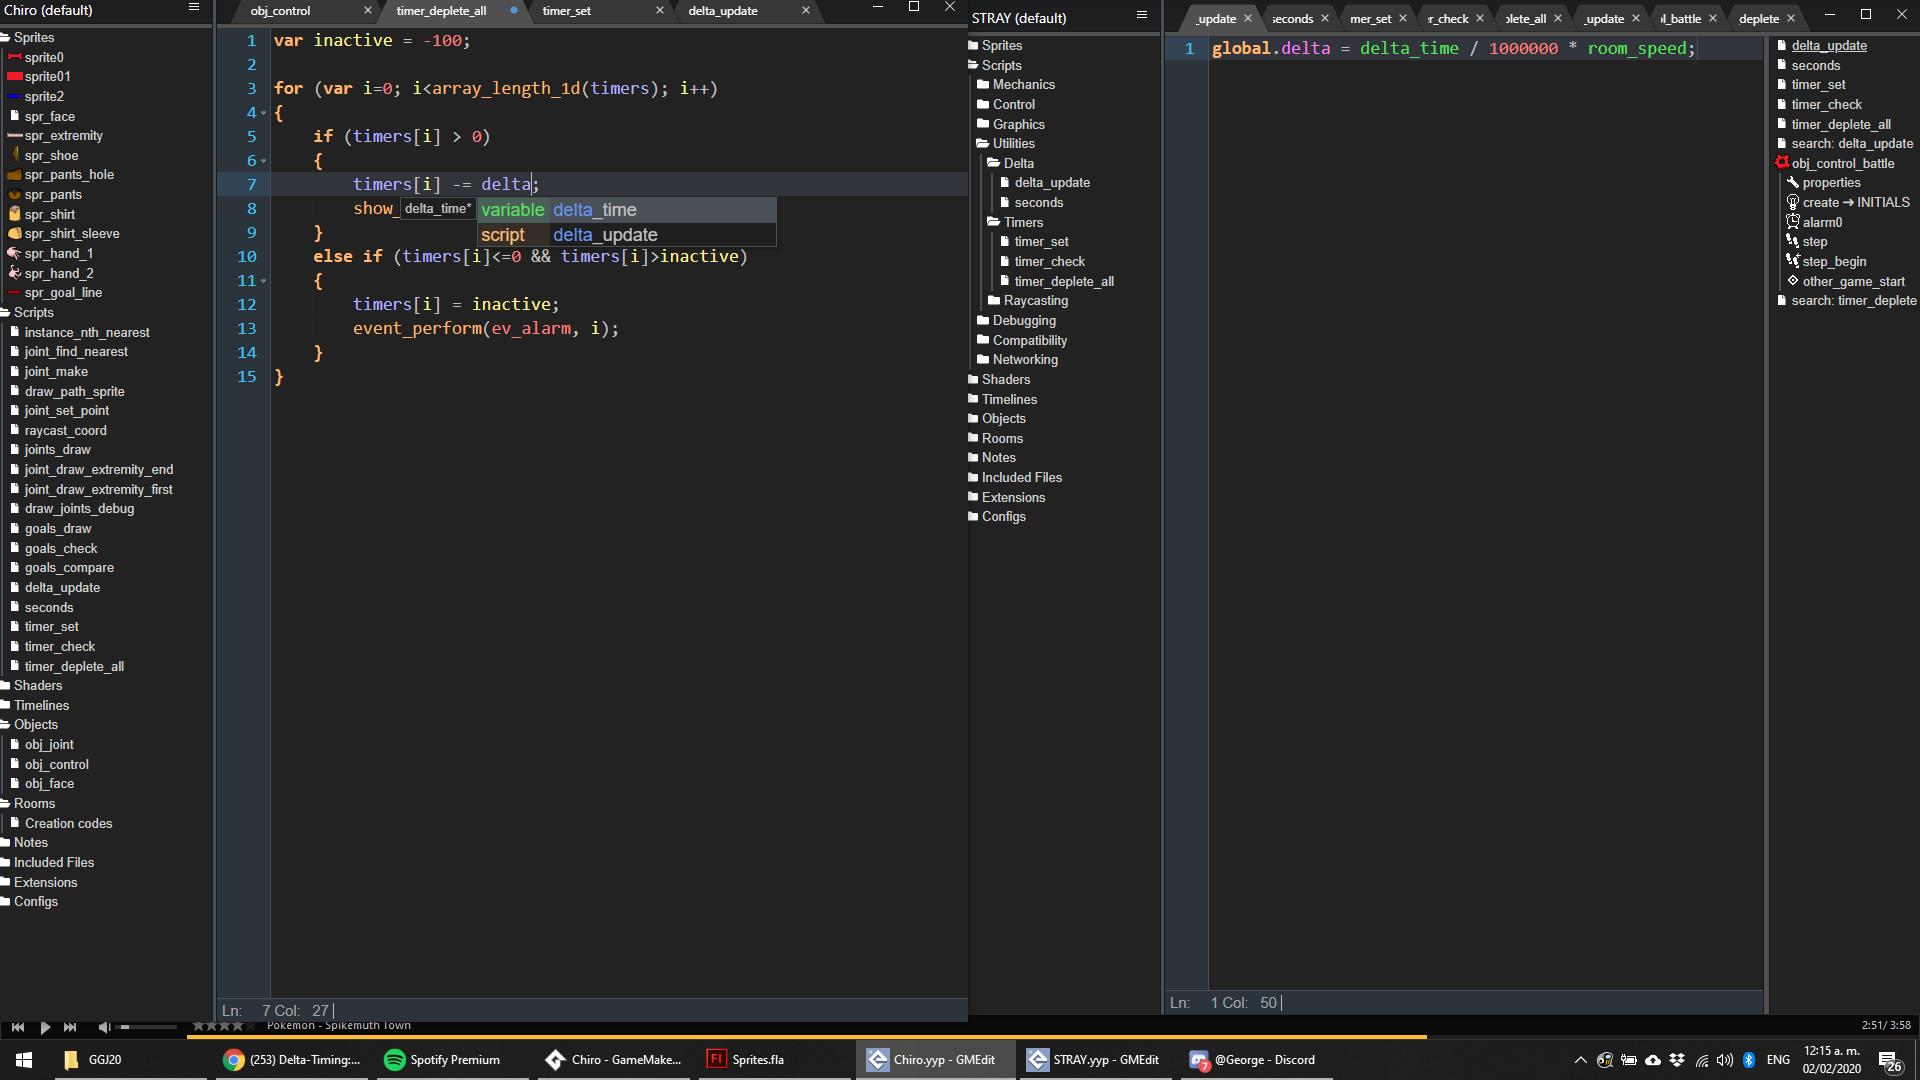 Chiro (default)
Sprites
sprite0
sprite01
sprite2
spr_face
spr_extremity
spr_shoe
spr_pants_hole
spr_pants
spr_shirt
spr_shirt_sleeve
spr_hand_1
spr_hand_2
spr_goal_line
Scripts
instance_nth_nearest
joint_find_nearest
joint_make
draw_path_sprite
joint_set_point
raycast_coord
joints_draw
joint_draw_extremity_end
joint_draw_extremity_first
draw_joints_debug
goals_draw
goals_check
goals_compare
delta_update
seconds
timer_set
timer_check
timer_deplete_all
Shaders
Timelines
Objects
obj_joint
obj_control
obj_face
Rooms
Creation codes
Notes
Included Files
Extensions
Configs
obj_control timer_deplete_all timer_set delta_update
1 var inactive = -100;
2
3 for (var i=0; i<array_length_1d(timers); i++)
4 {
5 if (timers[i] > 0)
6 {
7 timers[i] -= delta;
8 show_ delta_time* variable delta_time
script delta_update
9 }
10 else if (timers[i]<=0 && timers[i]>inactive)
11 {
12 timers[i] = inactive;
13 event_perform(ev_alarm, i);
14 }
15 }
Ln: 7 Col: 27
STRAY (default)
Sprites
Scripts
Mechanics
Control
Graphics
Utilities
Delta
delta_update
seconds
Timers
timer_set
timer_check
timer_deplete_all
Raycasting
Debugging
Compatibility
Networking
Shaders
Timelines
Objects
Rooms
Notes
Included Files
Extensions
Configs
_update seconds mer_set r_check plete_all _update l_battle deplete
1 global.delta = delta_time / 1000000 * room_speed;
Ln: 1 Col: 50
delta_update
seconds
timer_set
timer_check
timer_deplete_all
search: delta_update
obj_control_battle
properties
create → INITIALS
alarm0
step
step_begin
other_game_start
search: timer_deplete
Pokémon - Spikemuth Town
2:51/ 3:58
GGJ20 (253) Delta-Timing:... Spotify Premium Chiro - GameMake... Sprites.fla Chiro.yyp - GMEdit STRAY.yyp - GMEdit @George - Discord
7
ENG
12:15 a. m.
02/02/2020
26